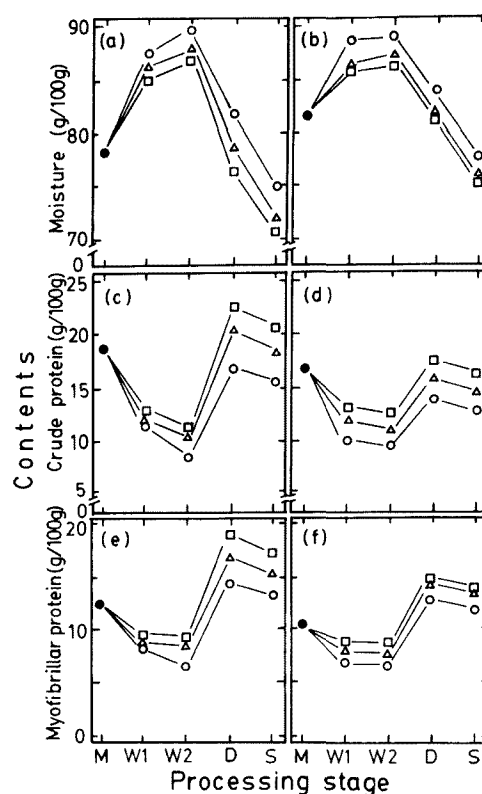 Contents
Moisture (g/100g)
90
80
70
0
(a)
(b)
Crude protein(g/100g)
25
20
15
10
5
0
(c)
(d)
Myofibrillar protein(g/100g)
20
10
0
(e)
(f)
M W1 W2 D S
M W1 W2 D S
Processing stage